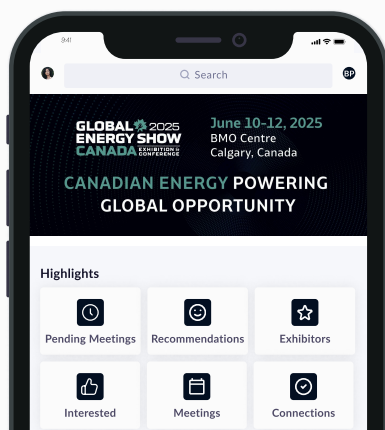 9:41
Search
BP
GLOBAL 2025
ENERGY SHOW
CANADA EXHIBITION &
CONFERENCE
June 10-12, 2025
BMO Centre
Calgary, Canada
CANADIAN ENERGY POWERING
GLOBAL OPPORTUNITY
Highlights
Pending Meetings
Recommendations
Exhibitors
Interested
Meetings
Connections